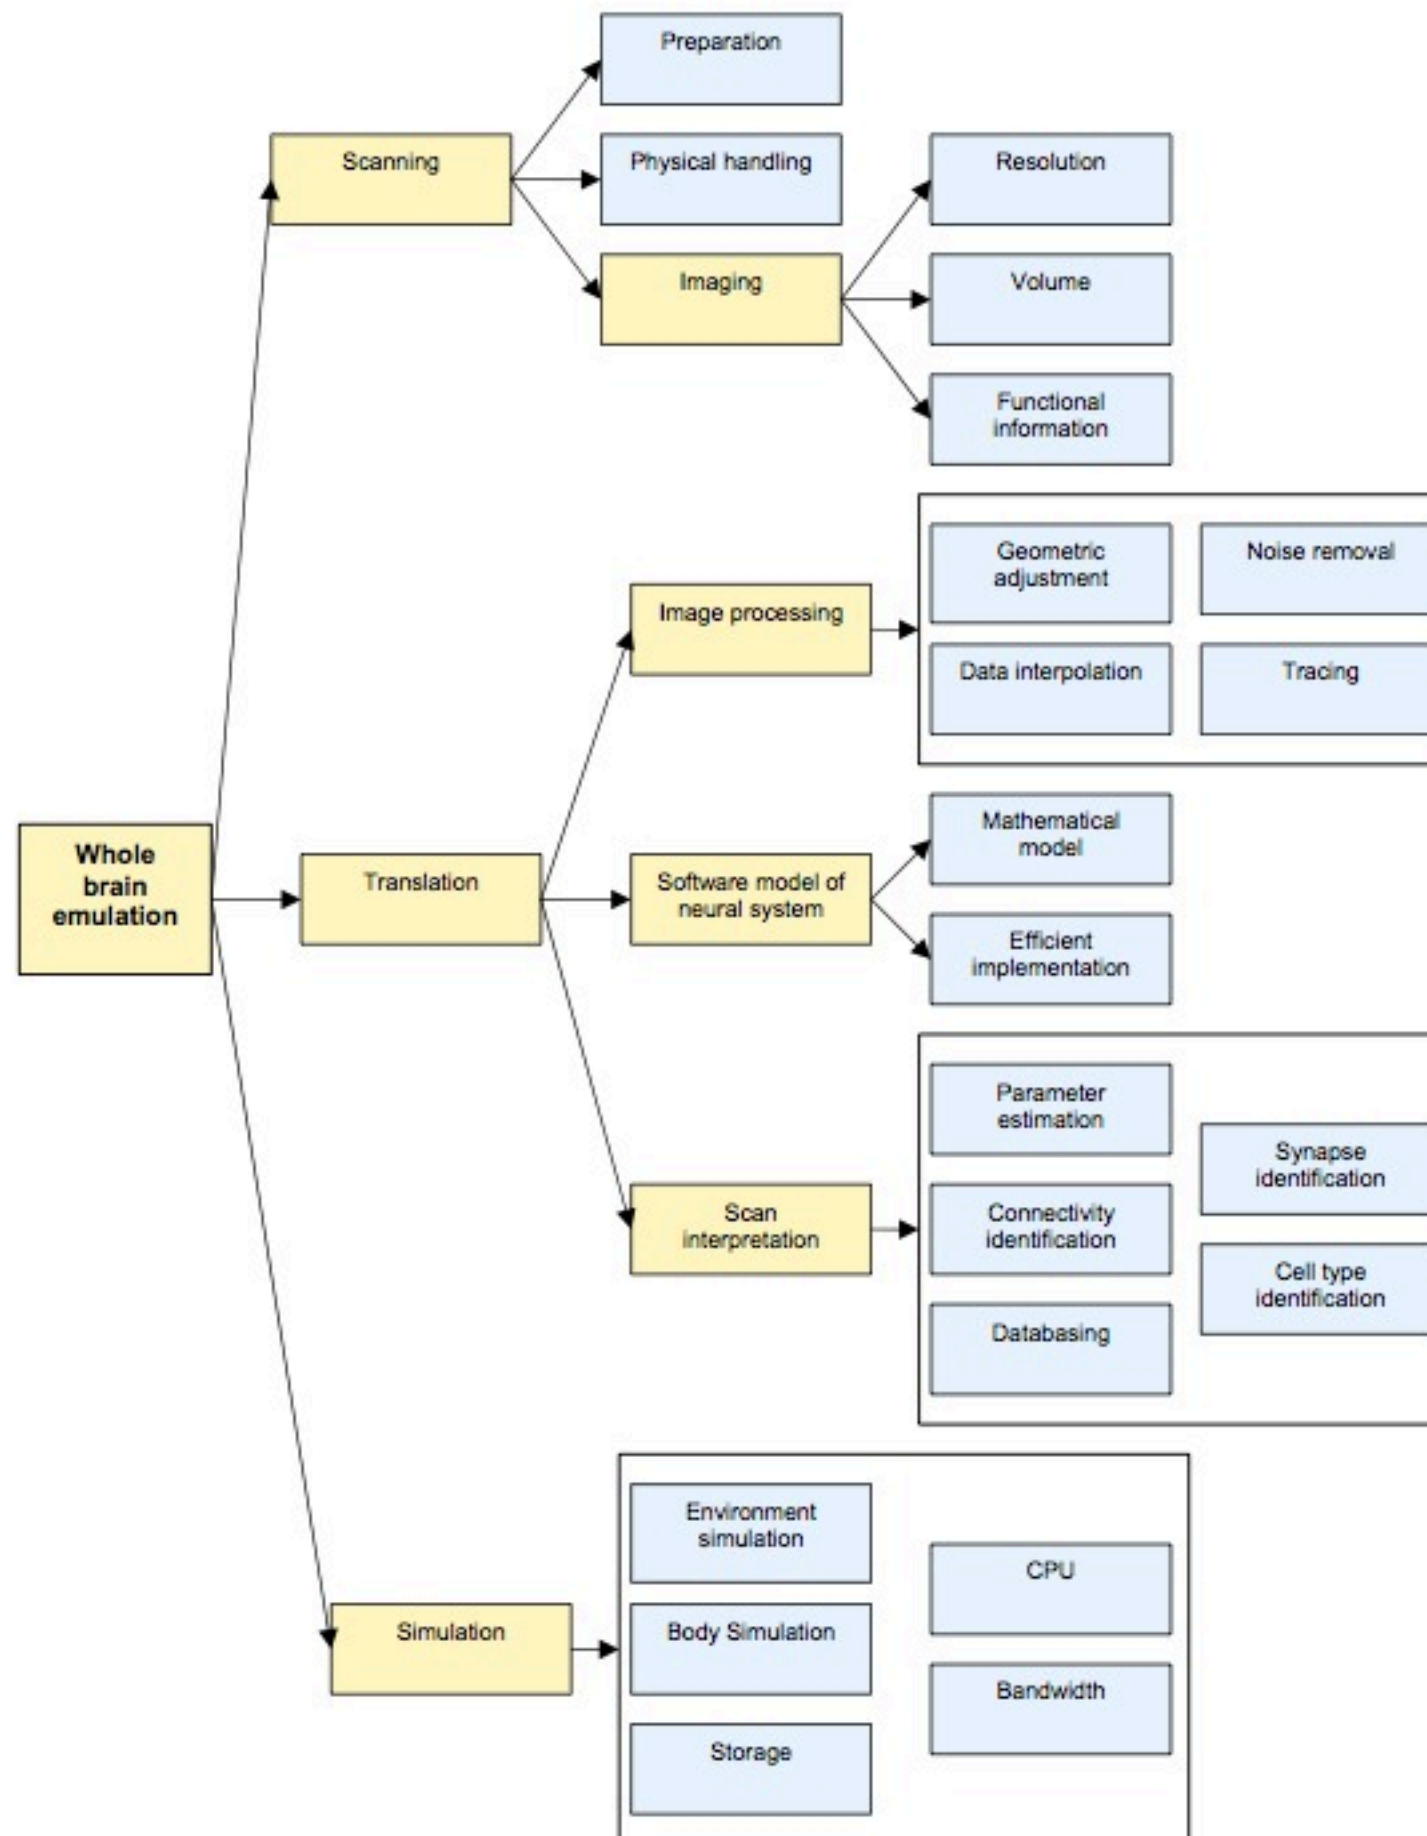 Preparation
Scanning
Physical handling
Resolution
Imaging
Volume
Functional
information
Geometric
adjustment
Noise removal
Image processing
Data interpolation
Tracing
Whole
brain
emulation
Translation
Software model of
neural system
Mathematical
model
Efficient
implementation
Parameter
estimation
Synapse
identification
Scan
interpretation
Connectivity
identification
Cell type
identification
Databasing
Environment
simulation
CPU
Simulation
Body Simulation
Bandwidth
Storage